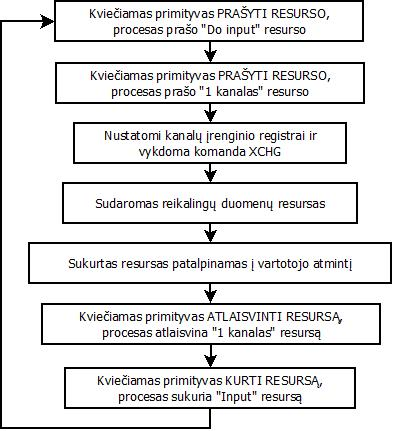 Kviečiamas primityvas PRAŠYTI RESURSO,
procesas prašo "Do input" resurso
Kviečiamas primityvas PRAŠYTI RESURSO,
procesas prašo "1 kanalas" resurso
Nustatomi kanalų įrenginio registrai ir
vykdoma komanda XCHG
Sudaromas reikalingų duomenų resursas
Sukurtas resursas patalpinamas į vartotojo atmintį
Kviečiamas primityvas ATLAISVINTI RESURSĄ,
procesas atlaisvina "1 kanalas" resursą
Kviečiamas primityvas KURTI RESURSĄ,
procesas sukuria "Input" resursą